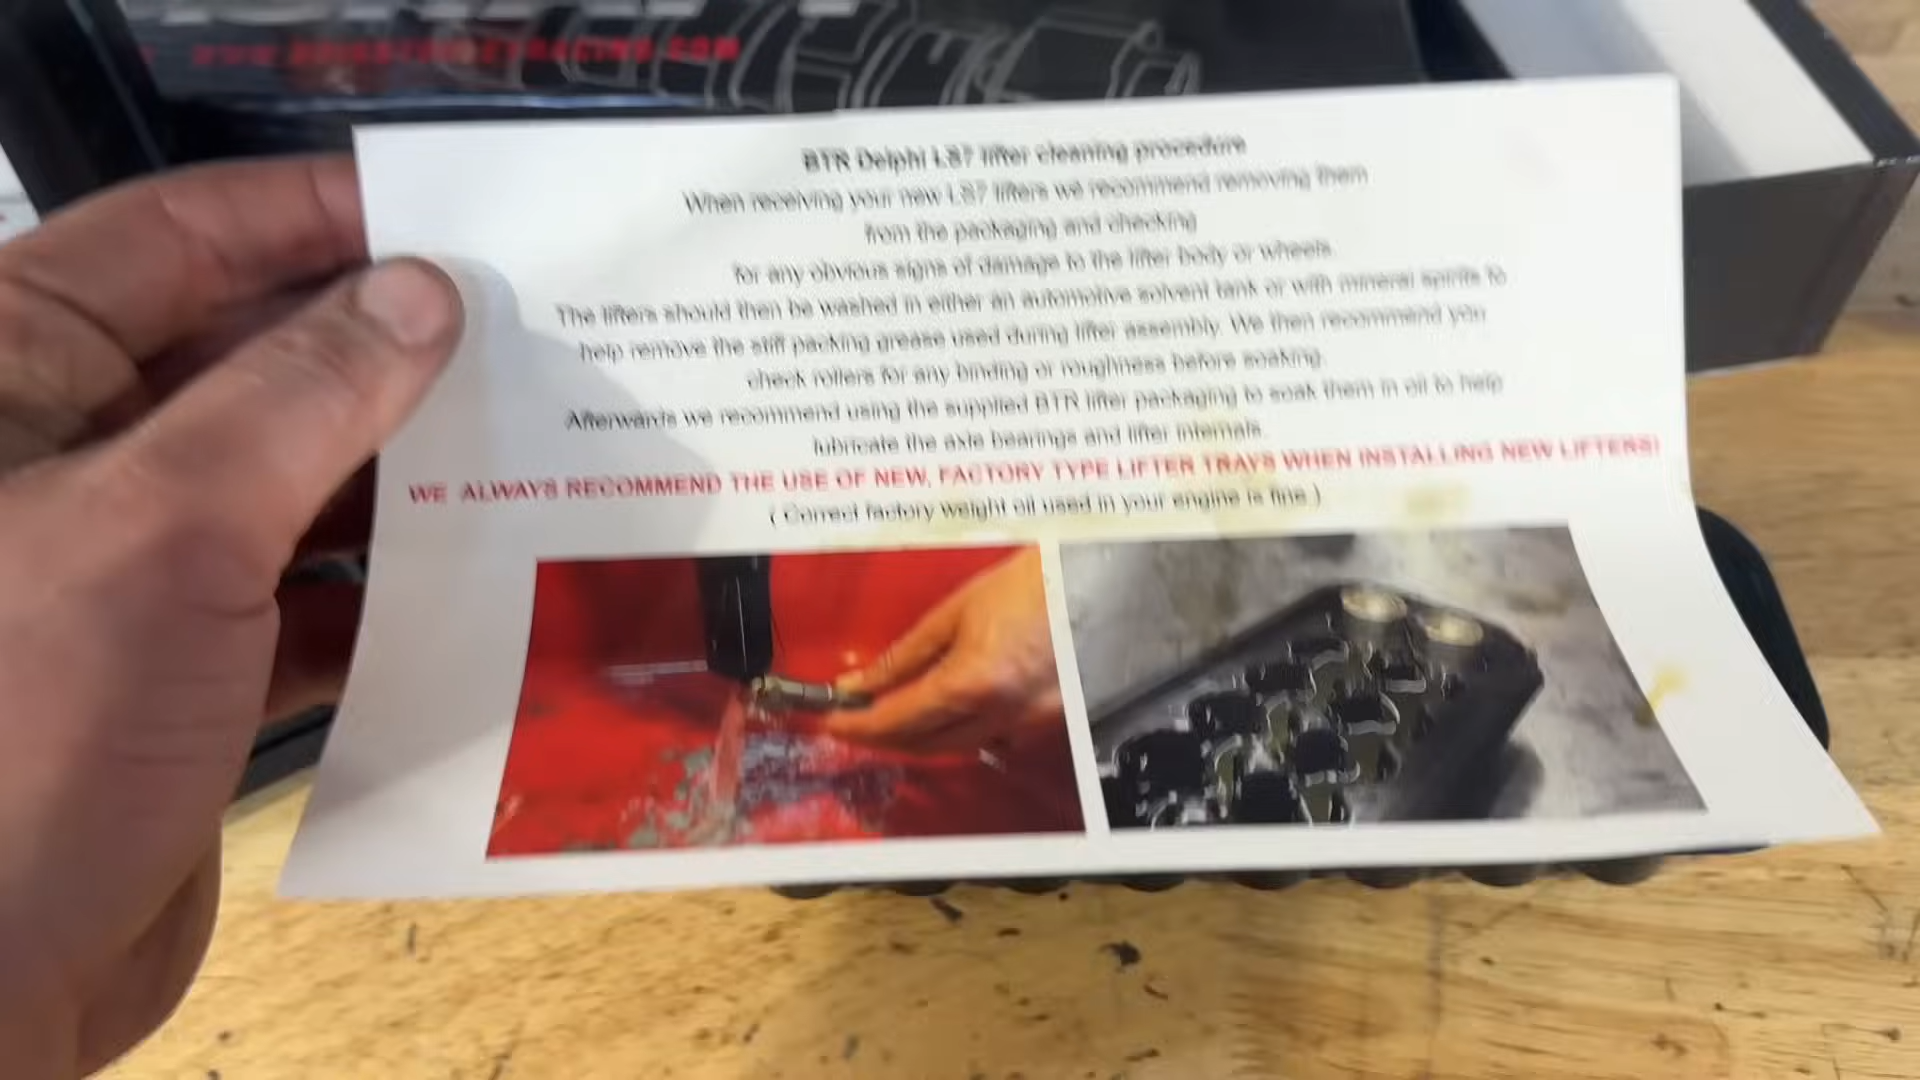 WWW. RACING.COM
BTR Delphi LS7 lifter cleaning procedure
When receiving your new LS7 lifters we recommend removing them
from the packaging and checking
for any obvious signs of damage to the lifter body or wheels.
The lifters should then be washed in either an automotive solvent tank or with mineral spirits to
help remove the stiff packing grease used during lifter assembly. We then recommend you
check rollers for any binding or roughness before soaking.
Afterwards we recommend using the supplied BTR lifter packaging to soak them in oil to help
lubricate the axle bearings and lifter internals.
WE ALWAYS RECOMMEND THE USE OF NEW, FACTORY TYPE LIFTER TRAYS WHEN INSTALLING NEW LIFTERS!
( Correct factory weight oil used in your engine is fine )